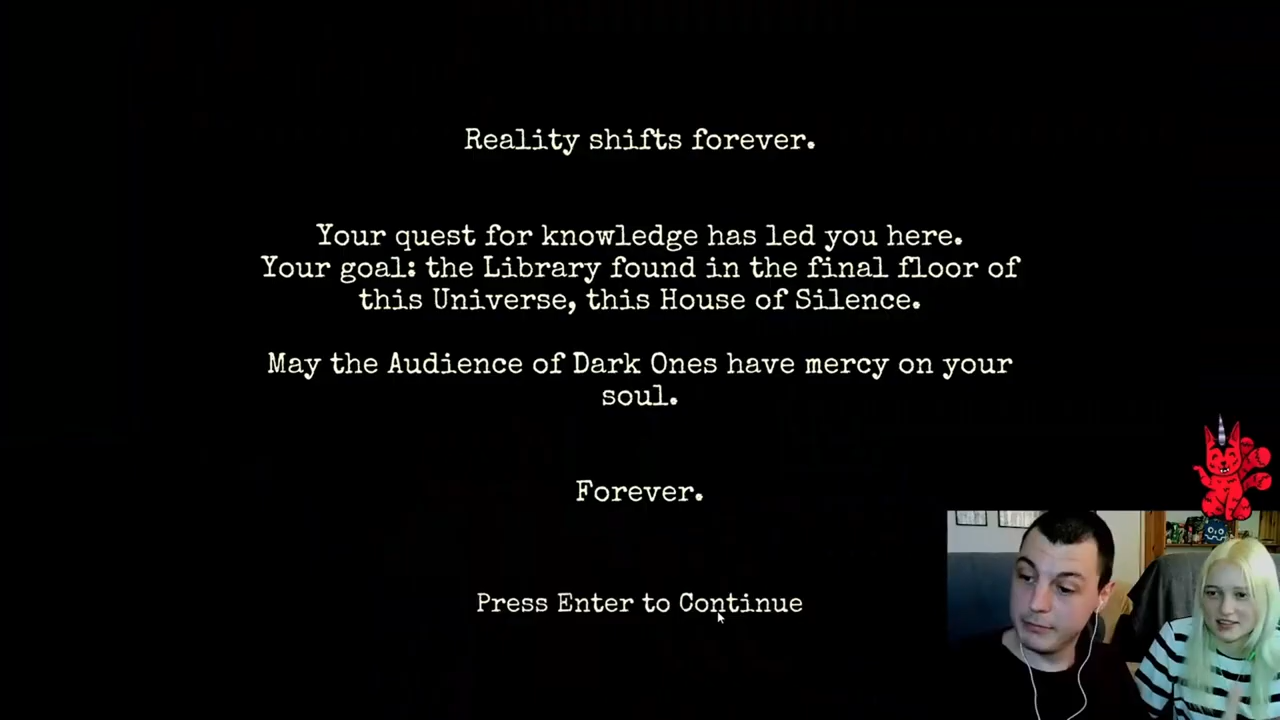 Reality shifts forever.
Your quest for knowledge has led you here.
Your goal: the Library found in the final floor of
this Universe, this House of Silence.
May the Audience of Dark Ones have mercy on your
soul.
Forever.
Press Enter to Continue